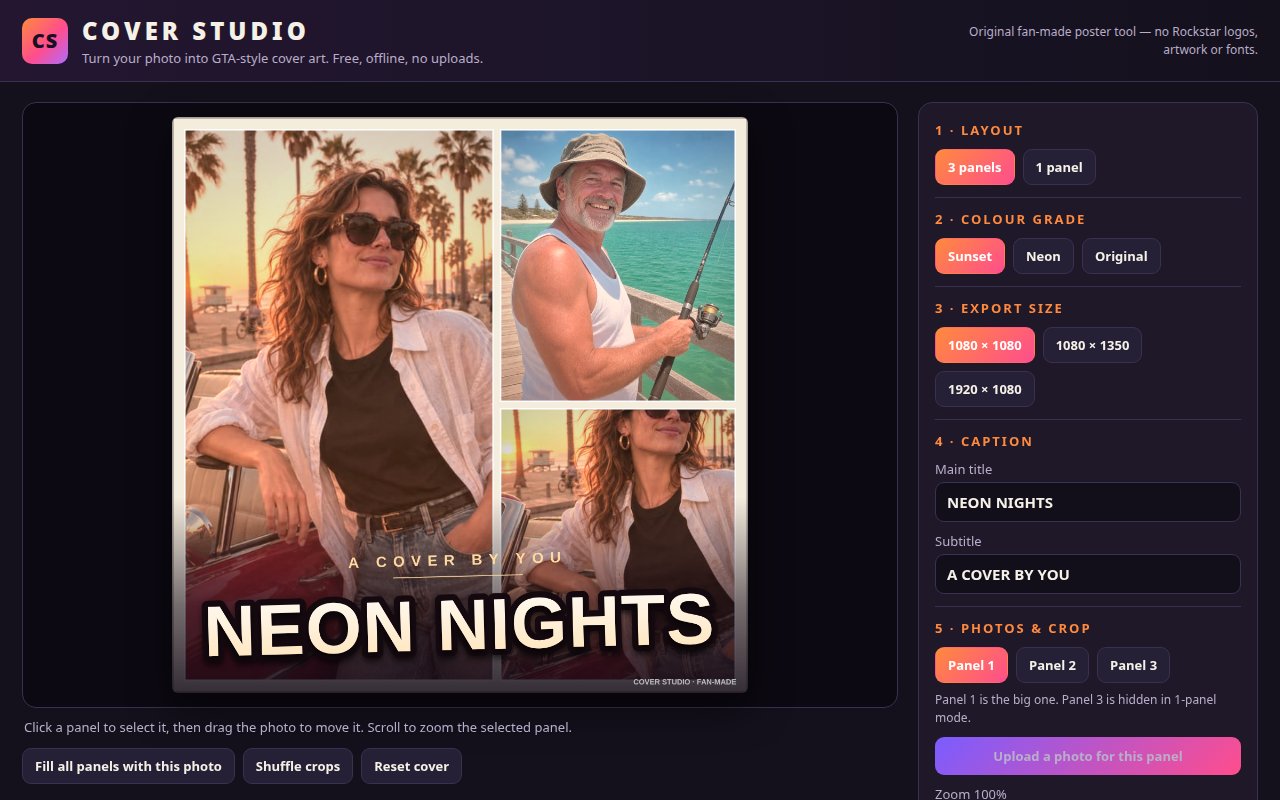 CS
COVER STUDIO
Turn your photo into GTA-style cover art. Free, offline, no uploads.
Original fan-made poster tool — no Rockstar logos,
artwork or fonts.
A COVER BY YOU
NEON NIGHTS
COVER STUDIO · FAN-MADE
Click a panel to select it, then drag the photo to move it. Scroll to zoom the selected panel.
Fill all panels with this photo
Shuffle crops
Reset cover
1 · LAYOUT
3 panels
1 panel
2 · COLOUR GRADE
Sunset
Neon
Original
3 · EXPORT SIZE
1080 × 1080
1080 × 1350
1920 × 1080
4 · CAPTION
Main title
NEON NIGHTS
Subtitle
A COVER BY YOU
5 · PHOTOS & CROP
Panel 1
Panel 2
Panel 3
Panel 1 is the big one. Panel 3 is hidden in 1-panel
mode.
Upload a photo for this panel
Zoom 100%